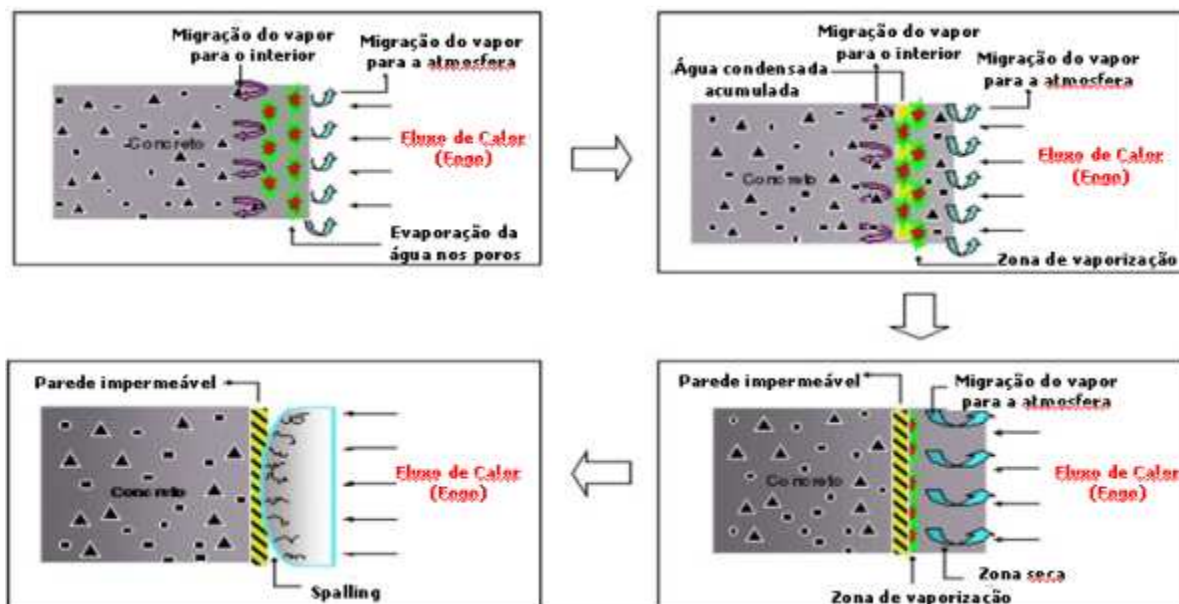 Migração do vapor
para o interior
Migração do vapor
para a atmosfera
Concreto
Fluxo de Calor
(Fogo)
Evaporação da
água nos poros
Migração do vapor
para o interior
Migração do vapor
para a atmosfera
Água condensada
acumulada
Concreto
Fluxo de Calor
(Fogo)
Zona de vaporização
Parede impermeável
Concreto
Fluxo de Calor
(Fogo)
Spalling
Parede impermeável
Migração do vapor
para a atmosfera
Concreto
Fluxo de Calor
(Fogo)
Zona seca
Zona de vaporização